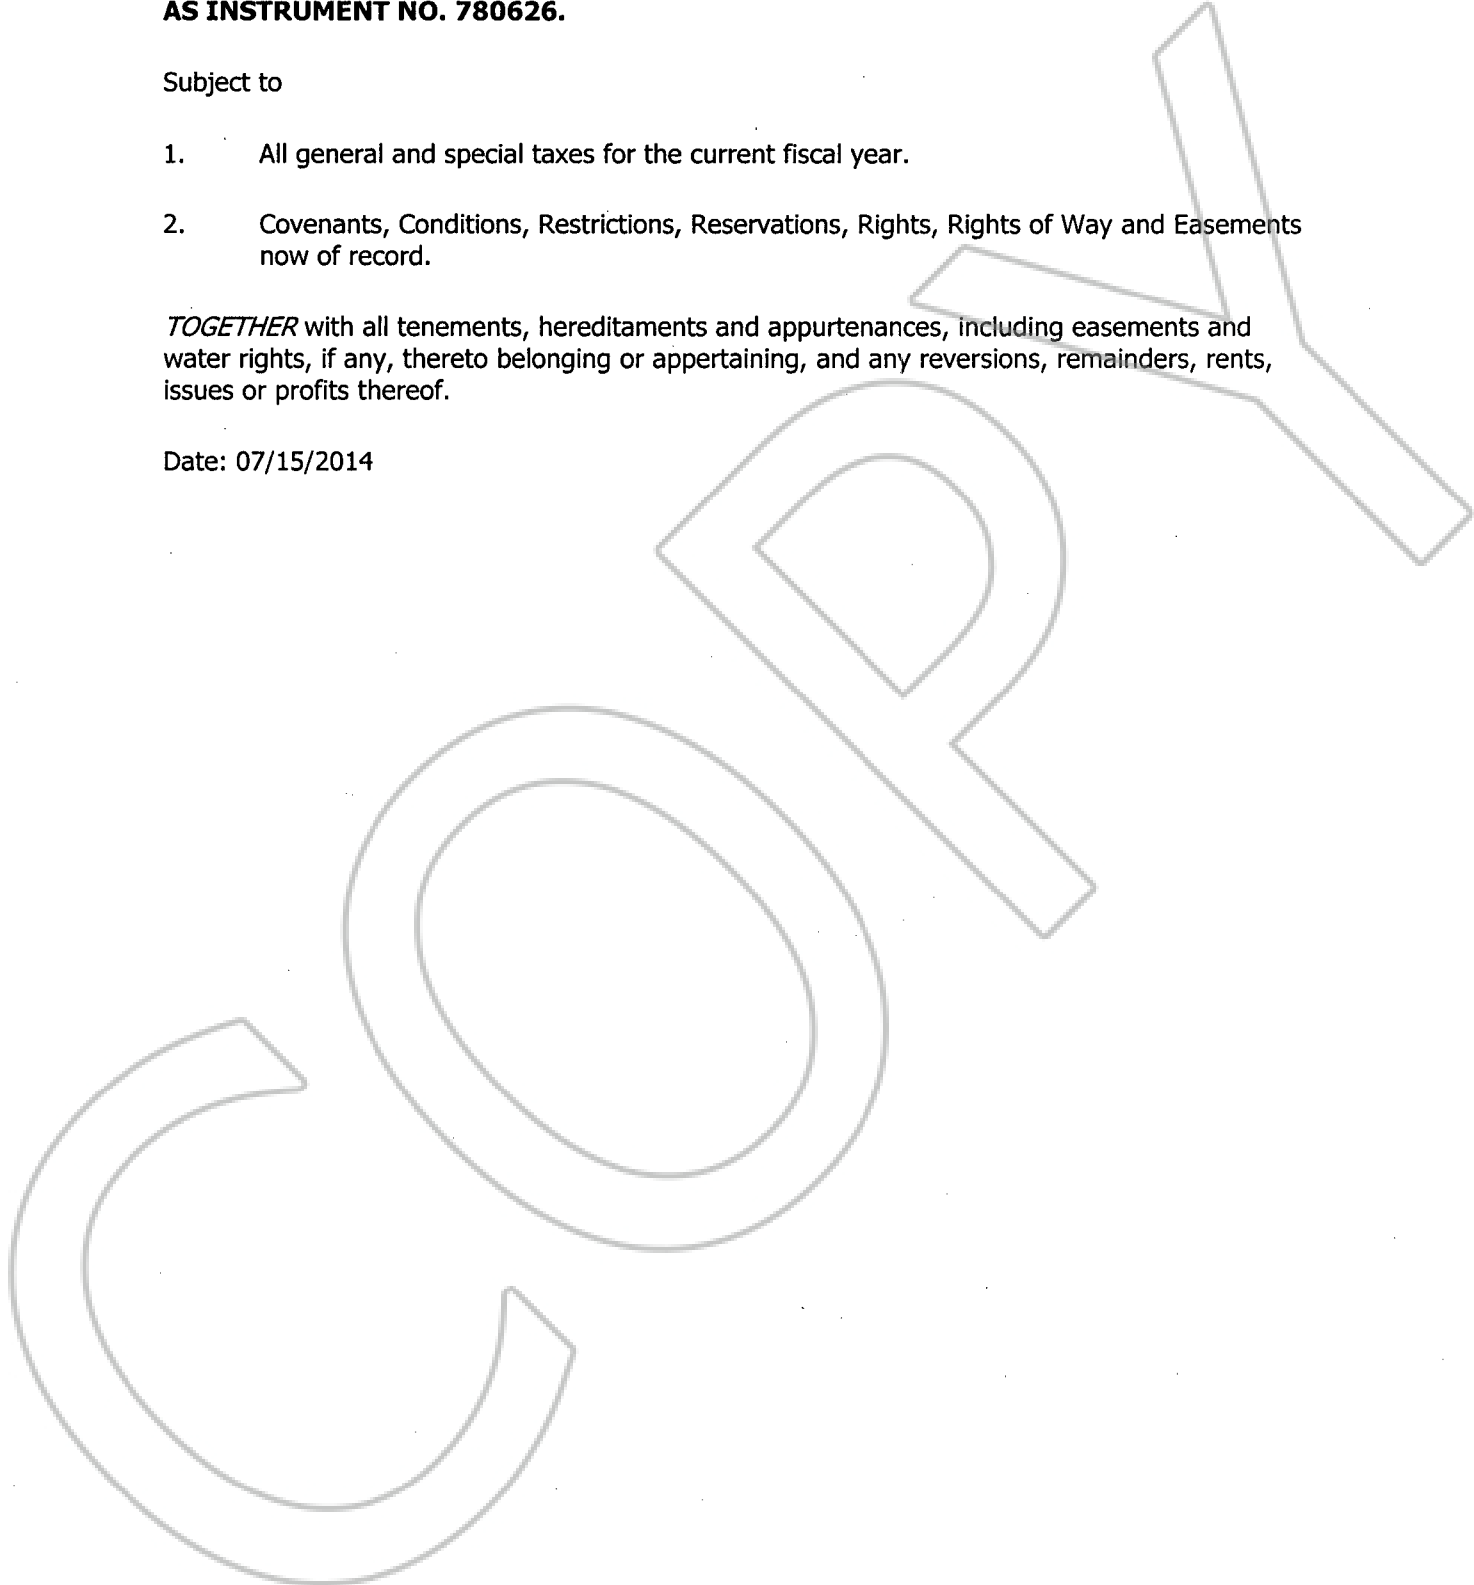 AS INSTRUMENT NO. 780626.
Subject to
1. All general and special taxes for the current fiscal year.
2. Covenants, Conditions, Restrictions, Reservations, Rights, Rights of Way and Easements
now of record.
TOGETHER with all tenements, hereditaments and appurtenances, including easements and
water rights, if any, thereto belonging or appertaining, and any reversions, remainders, rents,
issues or profits thereof.
Date: 07/15/2014
COPY